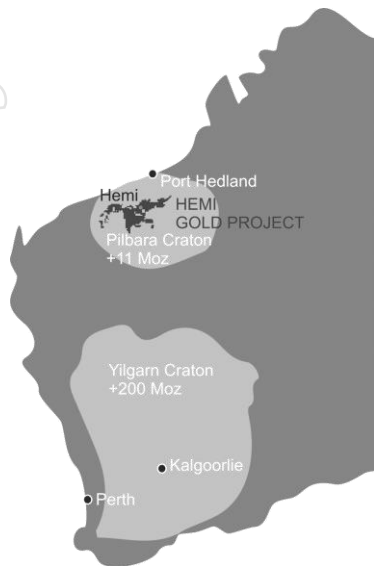 Port Hedland
Hemi
HEMI
GOLD PROJECT
Pilbara Craton
+11 Moz
Yilgarn Craton
+200 Moz
Kalgoorlie
Perth